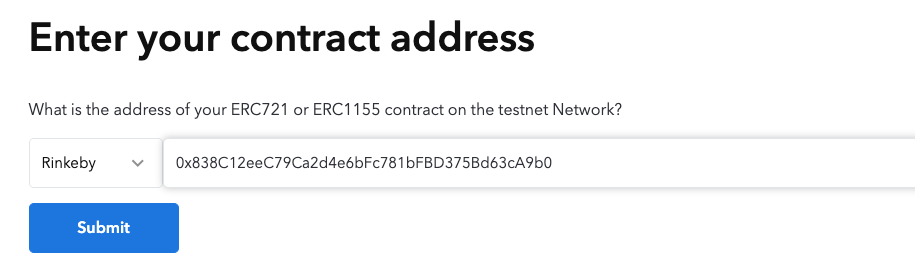 Enter your contract address
What is the address of your ERC721 or ERC1155 contract on the testnet Network?
Rinkeby
0x838C12eeC79Ca2d4e6bFc781bFBD375Bd63cA9b0
Submit